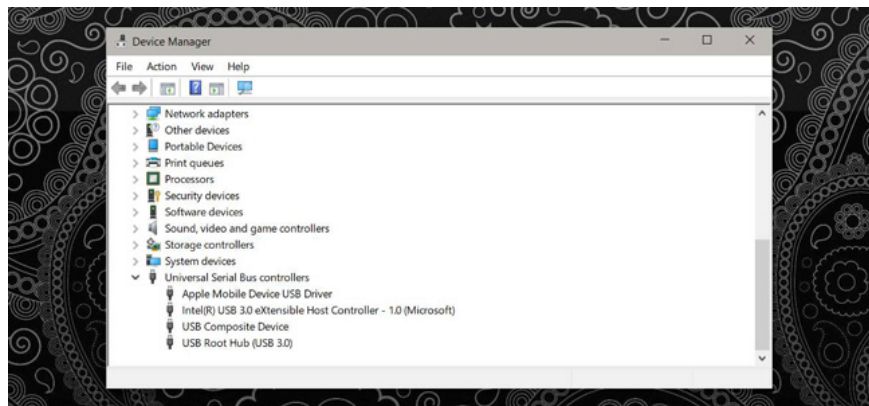 Device Manager
File Action View Help
Network adapters
Other devices
Portable Devices
Print queues
Processors
Security devices
Software devices
Sound, video and game controllers
Storage controllers
System devices
Universal Serial Bus controllers
Apple Mobile Device USB Driver
Intel(R) USB 3.0 eXtensible Host Controller - 1.0 (Microsoft)
USB Composite Device
USB Root Hub (USB 3.0)